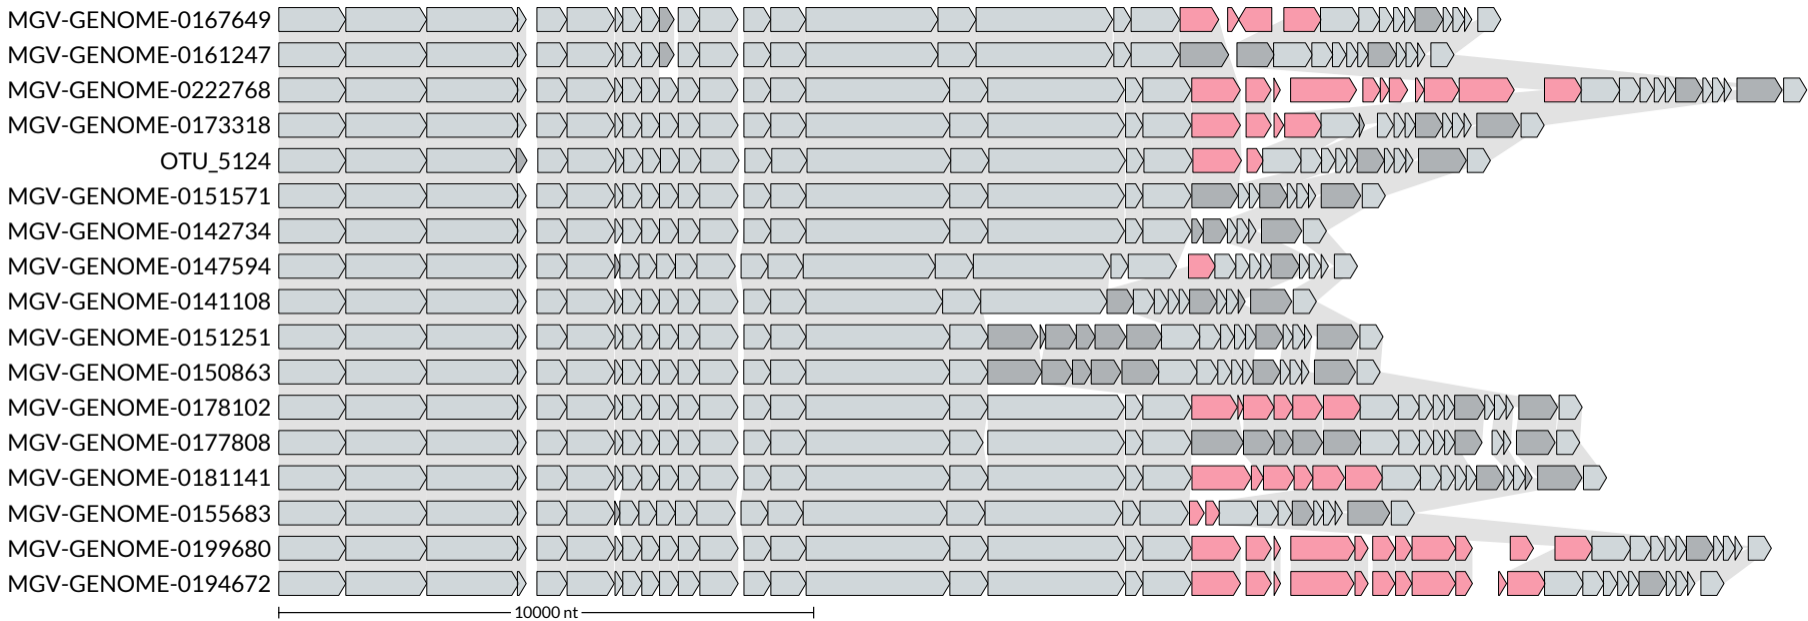 MGV-GENOME-0167649
MGV-GENOME-0161247
MGV-GENOME-0222768
MGV-GENOME-0173318
OTU_5124
MGV-GENOME-0151571
MGV-GENOME-0142734
MGV-GENOME-0147594
MGV-GENOME-0141108
MGV-GENOME-0151251
MGV-GENOME-0150863
MGV-GENOME-0178102
MGV-GENOME-0177808
MGV-GENOME-0181141
MGV-GENOME-0155683
MGV-GENOME-0199680
MGV-GENOME-0194672
10000 nt